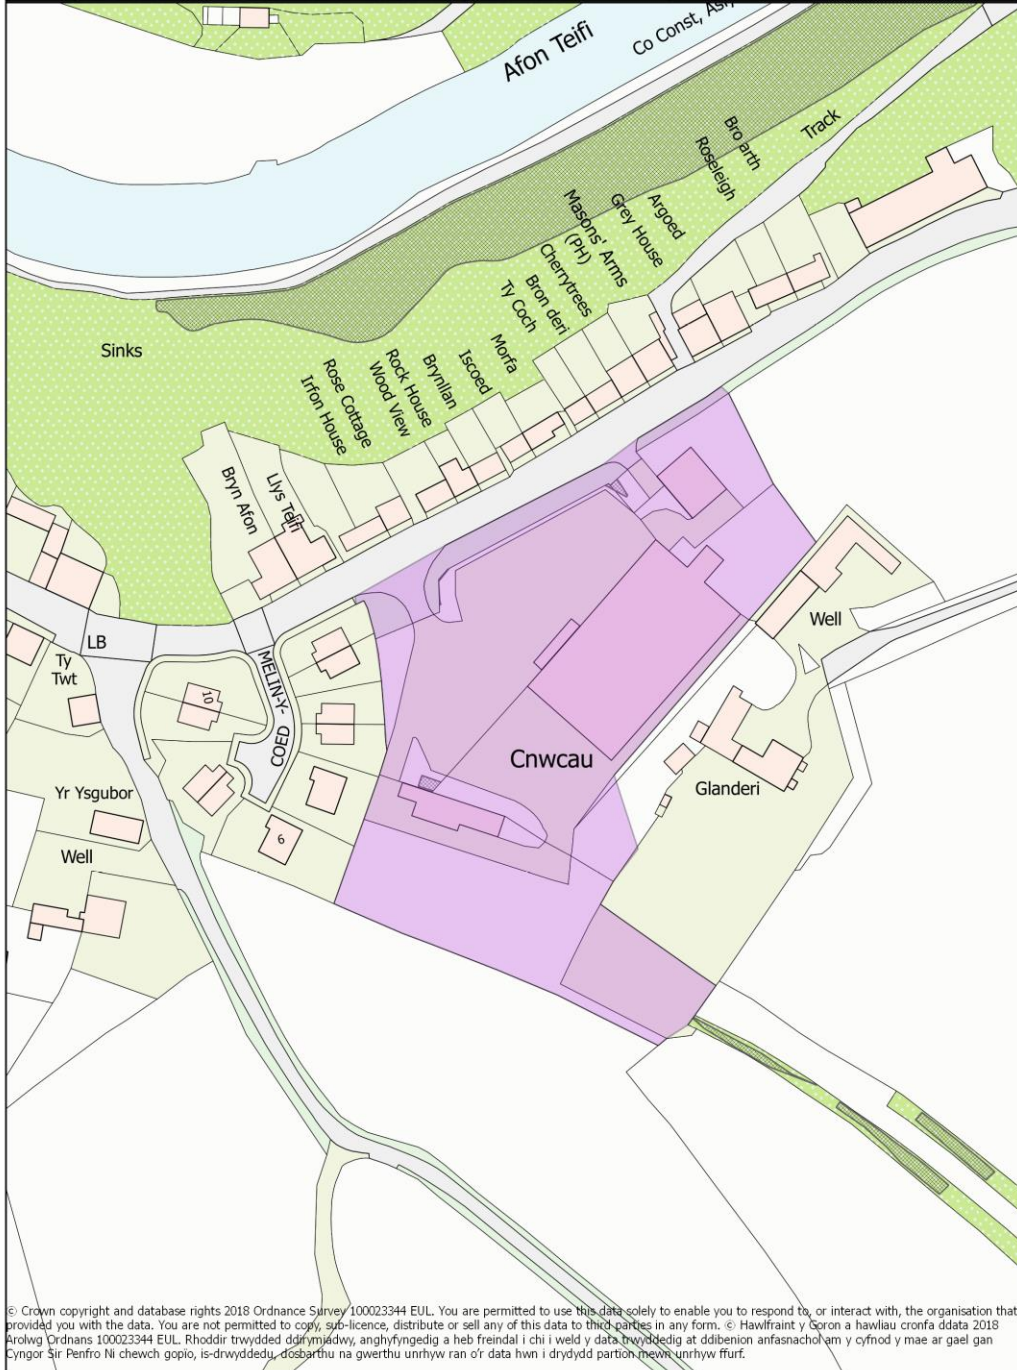 Afon Teifi
Co Const, Asly
Track
Bro arth
Roseleigh
Argoed
Grey House
Masons' Arms
(PH)
Cherrytrees
Bron deri
Ty Coch
Morfa
Iscoed
Brynllan
Rock House
Wood View
Rose Cottage
Irfon House
Sinks
Llys Teifi
Bryn Afon
LB
Ty
Twt
MELIN-Y-
COED
10
Well
Cnwcau
Glanderi
Yr Ysgubor
6
Well
© Crown copyright and database rights 2018 Ordnance Survey 100023344 EUL. You are permitted to use this data solely to enable you to respond to, or interact with, the organisation that
provided you with the data. You are not permitted to copy, sub-licence, distribute or sell any of this data to third parties in any form. © Hawlfraint y Goron a hawliau cronfa ddata 2018
Arolwg Ordnans 100023344 EUL. Rhoddir trwydded ddirymiadwy, anghyfyngedig a heb freindal i chi i weld y data trwyddedig at ddibenion anfasnachol am y cyfnod y mae ar gael gan
Cyngor Sir Penfro Ni chewch gopïo, is-drwyddedu, dosbarthu na gwerthu unrhyw ran o'r data hwn i drydydd partïon mewn unrhyw ffurf.